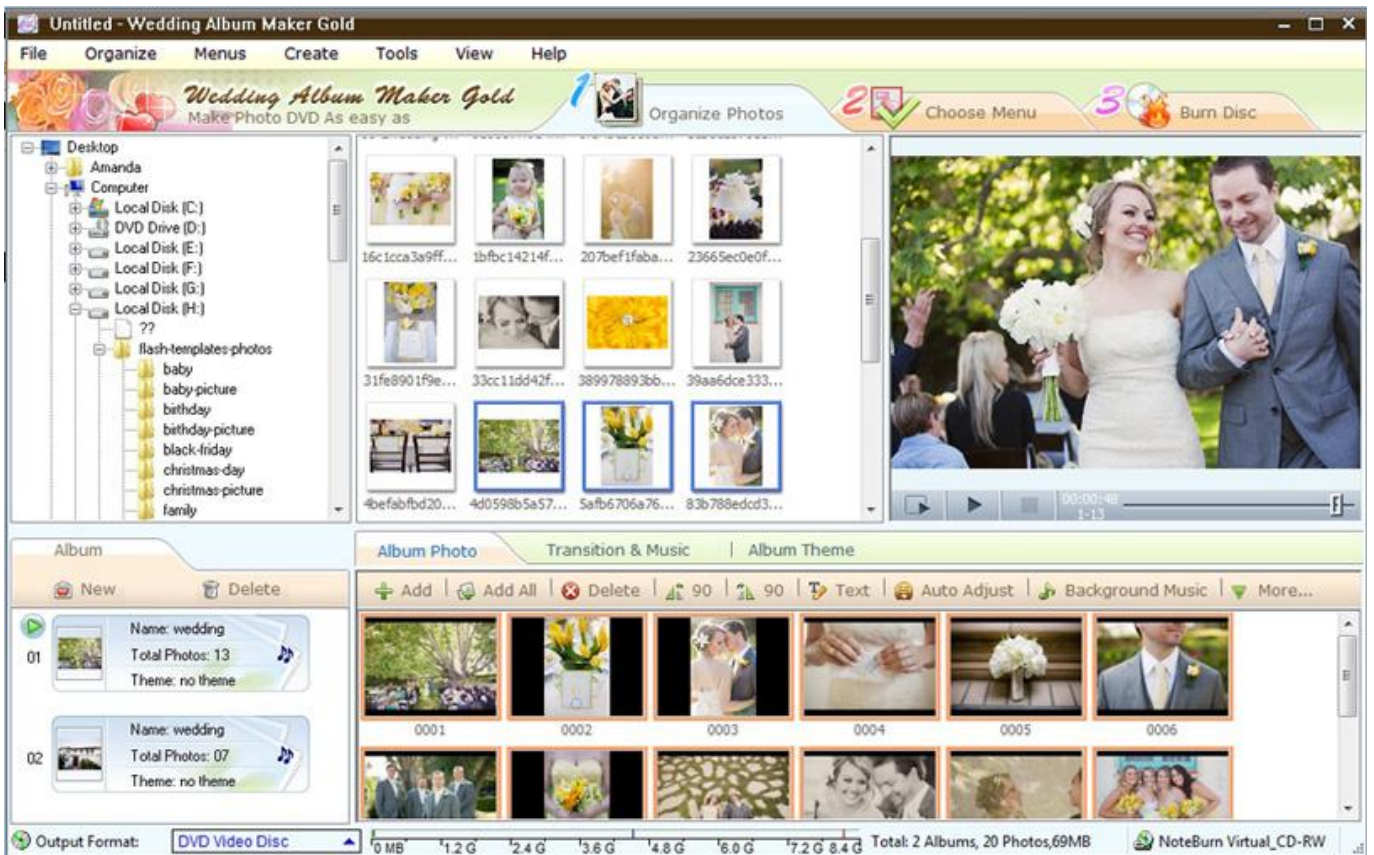 Untitled - Wedding Album Maker Gold
File Organize Menus Create Tools View Help
Wedding Album Maker Gold
Make Photo DVD As easy as
1 Organize Photos
2 Choose Menu
3 Burn Disc
Desktop
Amanda
Computer
Local Disk (C:)
DVD Drive (D:)
Local Disk (E:)
Local Disk (F:)
Local Disk (G:)
Local Disk (H:)
??
flash-templates-photos
baby
baby-picture
birthday
birthday-picture
black-friday
christmas-day
christmas-picture
family
16c1cca3a9ff... 1bfbc14214f... 207bef1faba... 23665ec0e0f...
31fe8901f9e... 33cc11dd42f... 389978893bb... 39aa6dce333...
4befabfbd20... 4d0598b5a57... 5afb6706a76... 83b788edcd3...
00:00:48
1-13
Album
New Delete
01
Name: wedding
Total Photos: 13
Theme: no theme
02
Name: wedding
Total Photos: 07
Theme: no theme
Album Photo Transition & Music | Album Theme
Add Add All Delete 90 90 Text Auto Adjust Background Music More...
0001 0002 0003 0004 0005 0006
Output Format: DVD Video Disc 0 MB 1.2 G 2.4 G 3.6 G 4.8 G 6.0 G 7.2 G 8.4 G Total: 2 Albums, 20 Photos,69MB NoteBurn Virtual_CD-RW